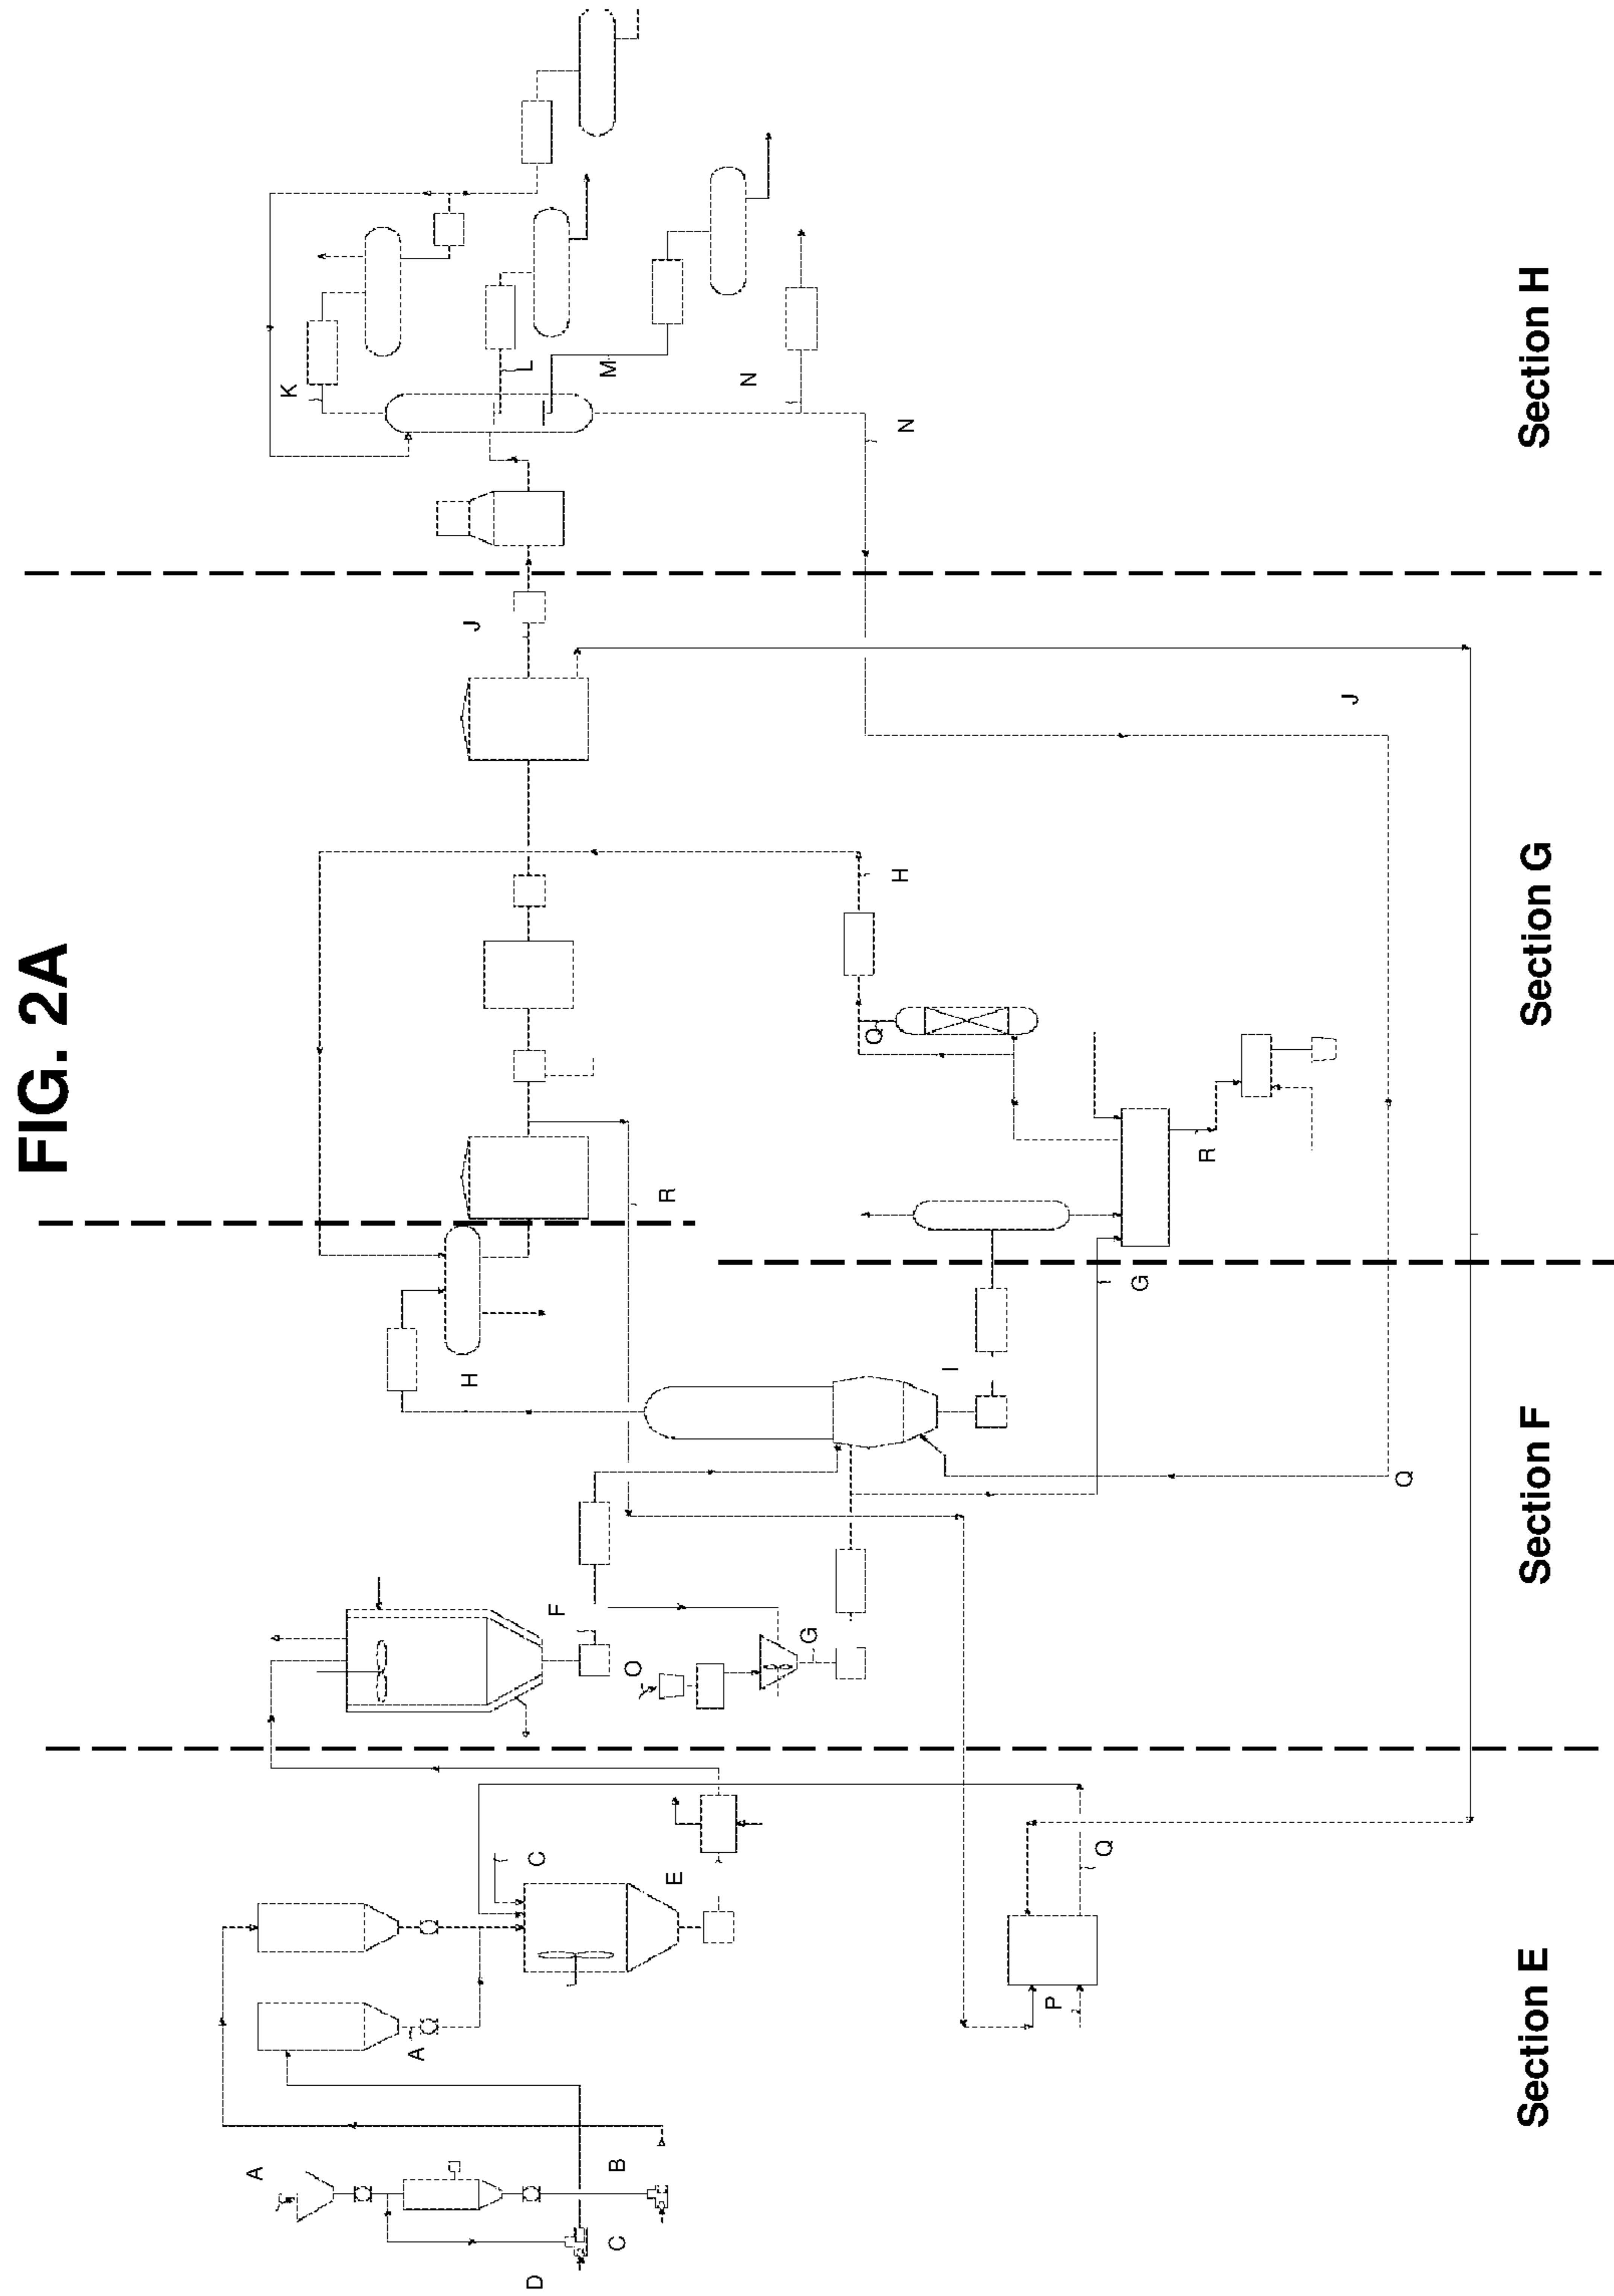 FIG. 2A
A
K
A
H
J
L
D
C
F
M
C
B
O
R
E
N
G
Q
H
N
I
P
Q
G
R
J
Q
Section E
Section F
Section G
Section H